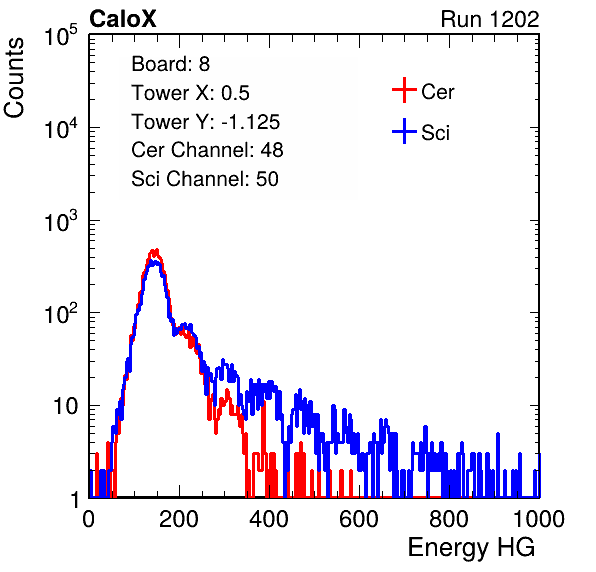 CaloX Run 1202
Counts
Board: 8
Tower X: 0.5
Tower Y: -1.125
Cer Channel: 48
Sci Channel: 50
Cer
Sci
10^5
10^4
10^3
10^2
10
1
0 200 400 600 800 1000
Energy HG